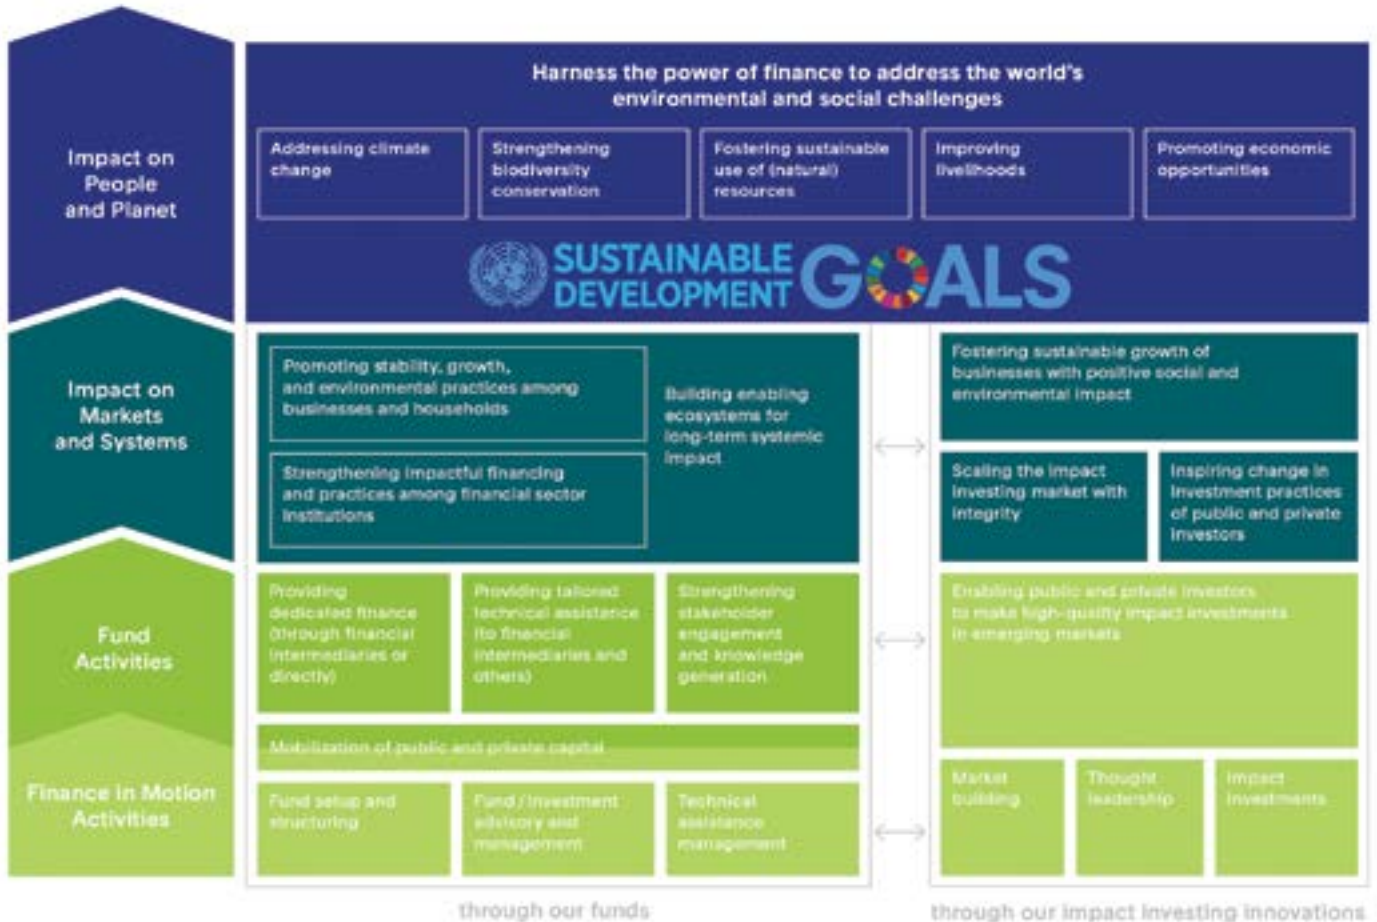 Harness the power of finance to address the world's
environmental and social challenges
Impact on
People
and Planet
Addressing climate
change
Strengthening
biodiversity
conservation
Fostering sustainable
use of (natural)
resources
Improving
livelihoods
Promoting economic
opportunities
SUSTAINABLE
DEVELOPMENT
GOALS
Impact on
Markets
and Systems
Promoting stability, growth,
and environmental practices among
businesses and households
Strengthening impactful financing
and practices among financial sector
institutions
Building enabling
ecosystems for
long-term systemic
impact
Fostering sustainable growth of
businesses with positive social and
environmental impact
Scaling the impact
investing market with
integrity
Inspiring change in
investment practices
of public and private
investors
Fund
Activities
Providing
dedicated finance
(through financial
intermediaries or
directly)
Providing tailored
technical assistance
(to financial
intermediaries and
others)
Strengthening
stakeholder
engagement
and knowledge
generation
Enabling public and private investors
to make high-quality impact investments
in emerging markets
Mobilization of public and private capital
Finance in Motion
Activities
Fund setup and
structuring
Fund / investment
advisory and
management
Technical
assistance
management
Market
building
Thought
leadership
Impact
investments
through our funds
through our impact investing innovations